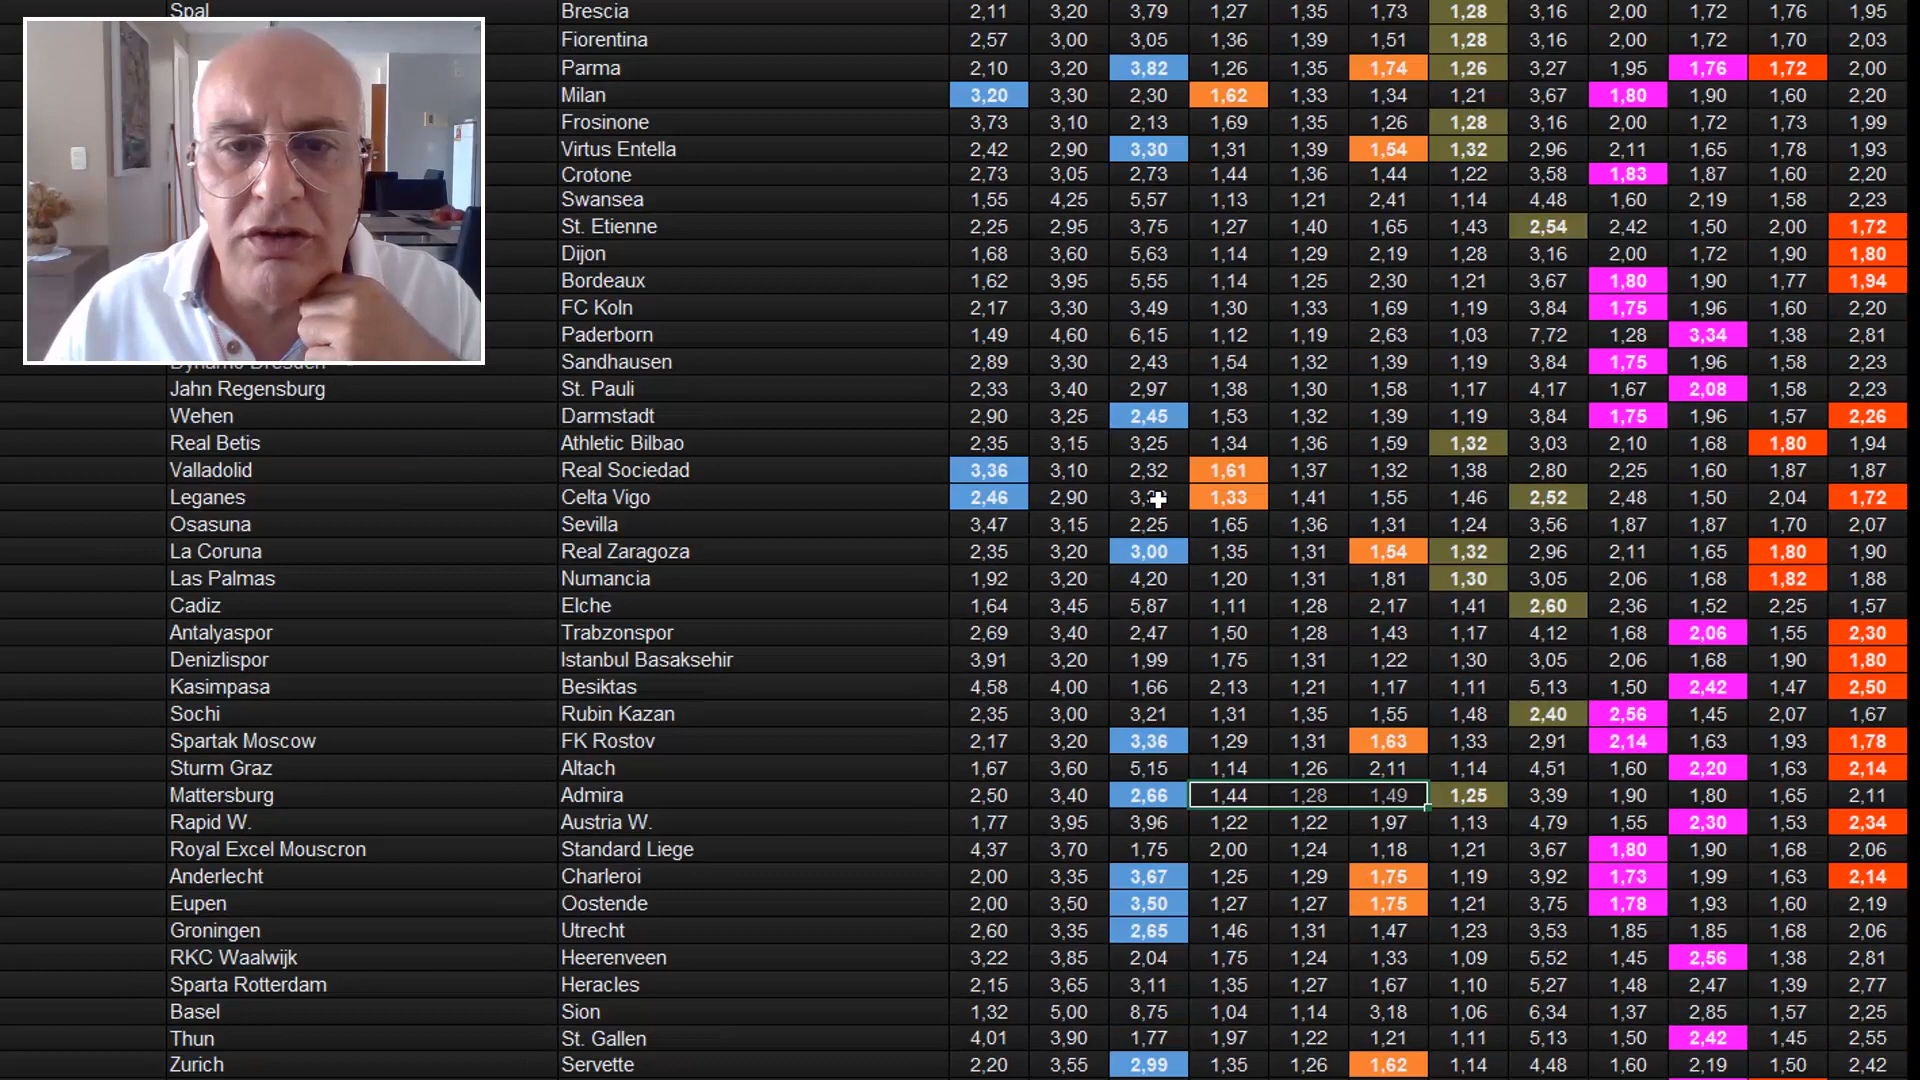 Spal Brescia 2,11 3,20 3,79 1,27 1,35 1,73 1,28 3,16 2,00 1,72 1,76 1,95
Fiorentina 2,57 3,00 3,05 1,36 1,39 1,51 1,28 3,16 2,00 1,72 1,70 2,03
Parma 2,10 3,20 3,82 1,26 1,35 1,74 1,26 3,27 1,95 1,76 1,72 2,00
Milan 3,20 3,30 2,30 1,62 1,33 1,34 1,21 3,67 1,80 1,90 1,60 2,20
Frosinone 3,73 3,10 2,13 1,69 1,35 1,26 1,28 3,16 2,00 1,72 1,73 1,99
Virtus Entella 2,42 2,90 3,30 1,31 1,39 1,54 1,32 2,96 2,11 1,65 1,78 1,93
Crotone 2,73 3,05 2,73 1,44 1,36 1,44 1,22 3,58 1,83 1,87 1,60 2,20
Swansea 1,55 4,25 5,57 1,13 1,21 2,41 1,14 4,48 1,60 2,19 1,58 2,23
St. Etienne 2,25 2,95 3,75 1,27 1,40 1,65 1,43 2,54 2,42 1,50 2,00 1,72
Dijon 1,68 3,60 5,63 1,14 1,29 2,19 1,28 3,16 2,00 1,72 1,90 1,80
Bordeaux 1,62 3,95 5,55 1,14 1,25 2,30 1,21 3,67 1,80 1,90 1,77 1,94
FC Koln 2,17 3,30 3,49 1,30 1,33 1,69 1,19 3,84 1,75 1,96 1,60 2,20
Paderborn 1,49 4,60 6,15 1,12 1,19 2,63 1,03 7,72 1,28 3,34 1,38 2,81
Dynamo Dresden Sandhausen 2,89 3,30 2,43 1,54 1,32 1,39 1,19 3,84 1,75 1,96 1,58 2,23
Jahn Regensburg St. Pauli 2,33 3,40 2,97 1,38 1,30 1,58 1,17 4,17 1,67 2,08 1,58 2,23
Wehen Darmstadt 2,90 3,25 2,45 1,53 1,32 1,39 1,19 3,84 1,75 1,96 1,57 2,26
Real Betis Athletic Bilbao 2,35 3,15 3,25 1,34 1,36 1,59 1,32 3,03 2,10 1,68 1,80 1,94
Valladolid Real Sociedad 3,36 3,10 2,32 1,61 1,37 1,32 1,38 2,80 2,25 1,60 1,87 1,87
Leganes Celta Vigo 2,46 2,90 1,33 1,41 1,55 1,46 2,52 2,48 1,50 2,04 1,72
Osasuna Sevilla 3,47 3,15 2,25 1,65 1,36 1,31 1,24 3,56 1,87 1,87 1,70 2,07
La Coruna Real Zaragoza 2,35 3,20 3,00 1,35 1,31 1,54 1,32 2,96 2,11 1,65 1,80 1,90
Las Palmas Numancia 1,92 3,20 4,20 1,20 1,31 1,81 1,30 3,05 2,06 1,68 1,82 1,88
Cadiz Elche 1,64 3,45 5,87 1,11 1,28 2,17 1,41 2,60 2,36 1,52 2,25 1,57
Antalyaspor Trabzonspor 2,69 3,40 2,47 1,50 1,28 1,43 1,17 4,12 1,68 2,06 1,55 2,30
Denizlispor Istanbul Basaksehir 3,91 3,20 1,99 1,75 1,31 1,22 1,30 3,05 2,06 1,68 1,90 1,80
Kasimpasa Besiktas 4,58 4,00 1,66 2,13 1,21 1,17 1,11 5,13 1,50 2,42 1,47 2,50
Sochi Rubin Kazan 2,35 3,00 3,21 1,31 1,35 1,55 1,48 2,40 2,56 1,45 2,07 1,67
Spartak Moscow FK Rostov 2,17 3,20 3,36 1,29 1,31 1,63 1,33 2,91 2,14 1,63 1,93 1,78
Sturm Graz Altach 1,67 3,60 5,15 1,14 1,26 2,11 1,14 4,51 1,60 2,20 1,63 2,14
Mattersburg Admira 2,50 3,40 2,66 1,44 1,28 1,49 1,25 3,39 1,90 1,80 1,65 2,11
Rapid W. Austria W. 1,77 3,95 3,96 1,22 1,22 1,97 1,13 4,79 1,55 2,30 1,53 2,34
Royal Excel Mouscron Standard Liege 4,37 3,70 1,75 2,00 1,24 1,18 1,21 3,67 1,80 1,90 1,68 2,06
Anderlecht Charleroi 2,00 3,35 3,67 1,25 1,29 1,75 1,19 3,92 1,73 1,99 1,63 2,14
Eupen Oostende 2,00 3,50 3,50 1,27 1,27 1,75 1,21 3,75 1,78 1,93 1,60 2,19
Groningen Utrecht 2,60 3,35 2,65 1,46 1,31 1,47 1,23 3,53 1,85 1,85 1,68 2,06
RKC Waalwijk Heerenveen 3,22 3,85 2,04 1,75 1,24 1,33 1,09 5,52 1,45 2,56 1,38 2,81
Sparta Rotterdam Heracles 2,15 3,65 3,11 1,35 1,27 1,67 1,10 5,27 1,48 2,47 1,39 2,77
Basel Sion 1,32 5,00 8,75 1,04 1,14 3,18 1,06 6,34 1,37 2,85 1,57 2,25
Thun St. Gallen 4,01 3,90 1,77 1,97 1,22 1,21 1,11 5,13 1,50 2,42 1,45 2,55
Zurich Servette 2,20 3,55 2,99 1,35 1,26 1,62 1,14 4,48 1,60 2,19 1,50 2,42